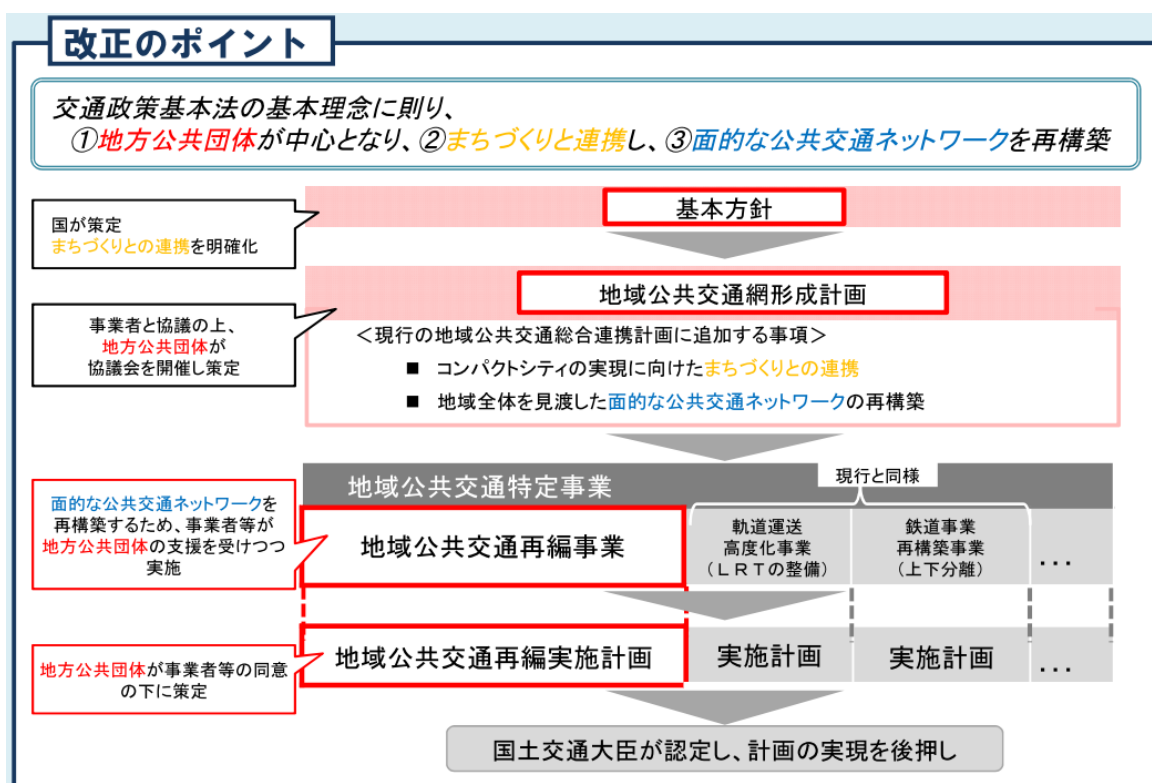 改正のポイント
交通政策基本法の基本理念に則り、
①地方公共団体が中心となり、②まちづくりと連携し、③面的な公共交通ネットワークを再構築
国が策定
まちづくりとの連携を明確化
基本方針
事業者と協議の上、
地方公共団体が
協議会を開催し策定
地域公共交通網形成計画
＜現行の地域公共交通総合連携計画に追加する事項＞
■ コンパクトシティの実現に向けたまちづくりとの連携
■ 地域全体を見渡した面的な公共交通ネットワークの再構築
地域公共交通特定事業
現行と同様
面的な公共交通ネットワークを
再構築するため、事業者等が
地方公共団体の支援を受けつつ
実施
地域公共交通再編事業
軌道運送
高度化事業
（ＬＲＴの整備）
鉄道事業
再構築事業
（上下分離）
・・・
地方公共団体が事業者等の同意
の下に策定
地域公共交通再編実施計画
実施計画
実施計画
・・・
国土交通大臣が認定し、計画の実現を後押し